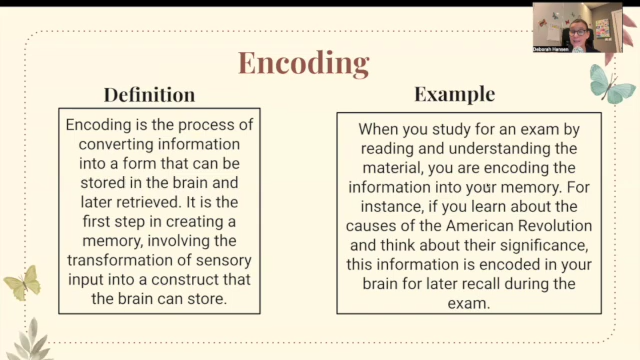 Deborah Hansen
Encoding
Definition
Encoding is the process of
converting information
into a form that can be
stored in the brain and
later retrieved. It is the
first step in creating a
memory, involving the
transformation of sensory
input into a construct that
the brain can store.
Example
When you study for an exam by
reading and understanding the
material, you are encoding the
information into your memory. For
instance, if you learn about the
causes of the American Revolution
and think about their significance,
this information is encoded in your
brain for later recall during the
exam.